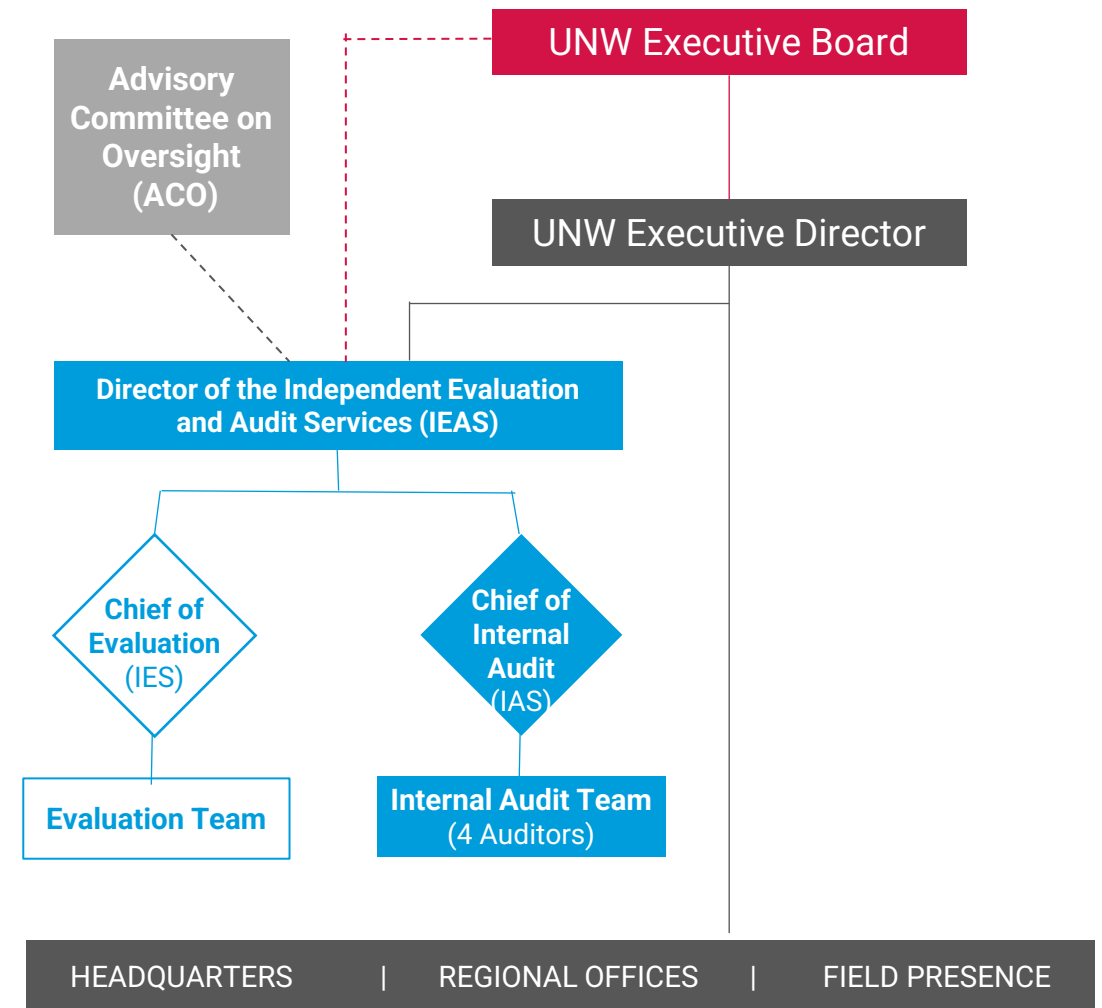 UNW Executive Board
Advisory
Committee on
Oversight
(ACO)
UNW Executive Director
Director of the Independent Evaluation
and Audit Services (IEAS)
Chief of
Evaluation
(IES)
Chief of
Internal
Audit
(IAS)
Evaluation Team
Internal Audit Team
(4 Auditors)
HEADQUARTERS | REGIONAL OFFICES | FIELD PRESENCE